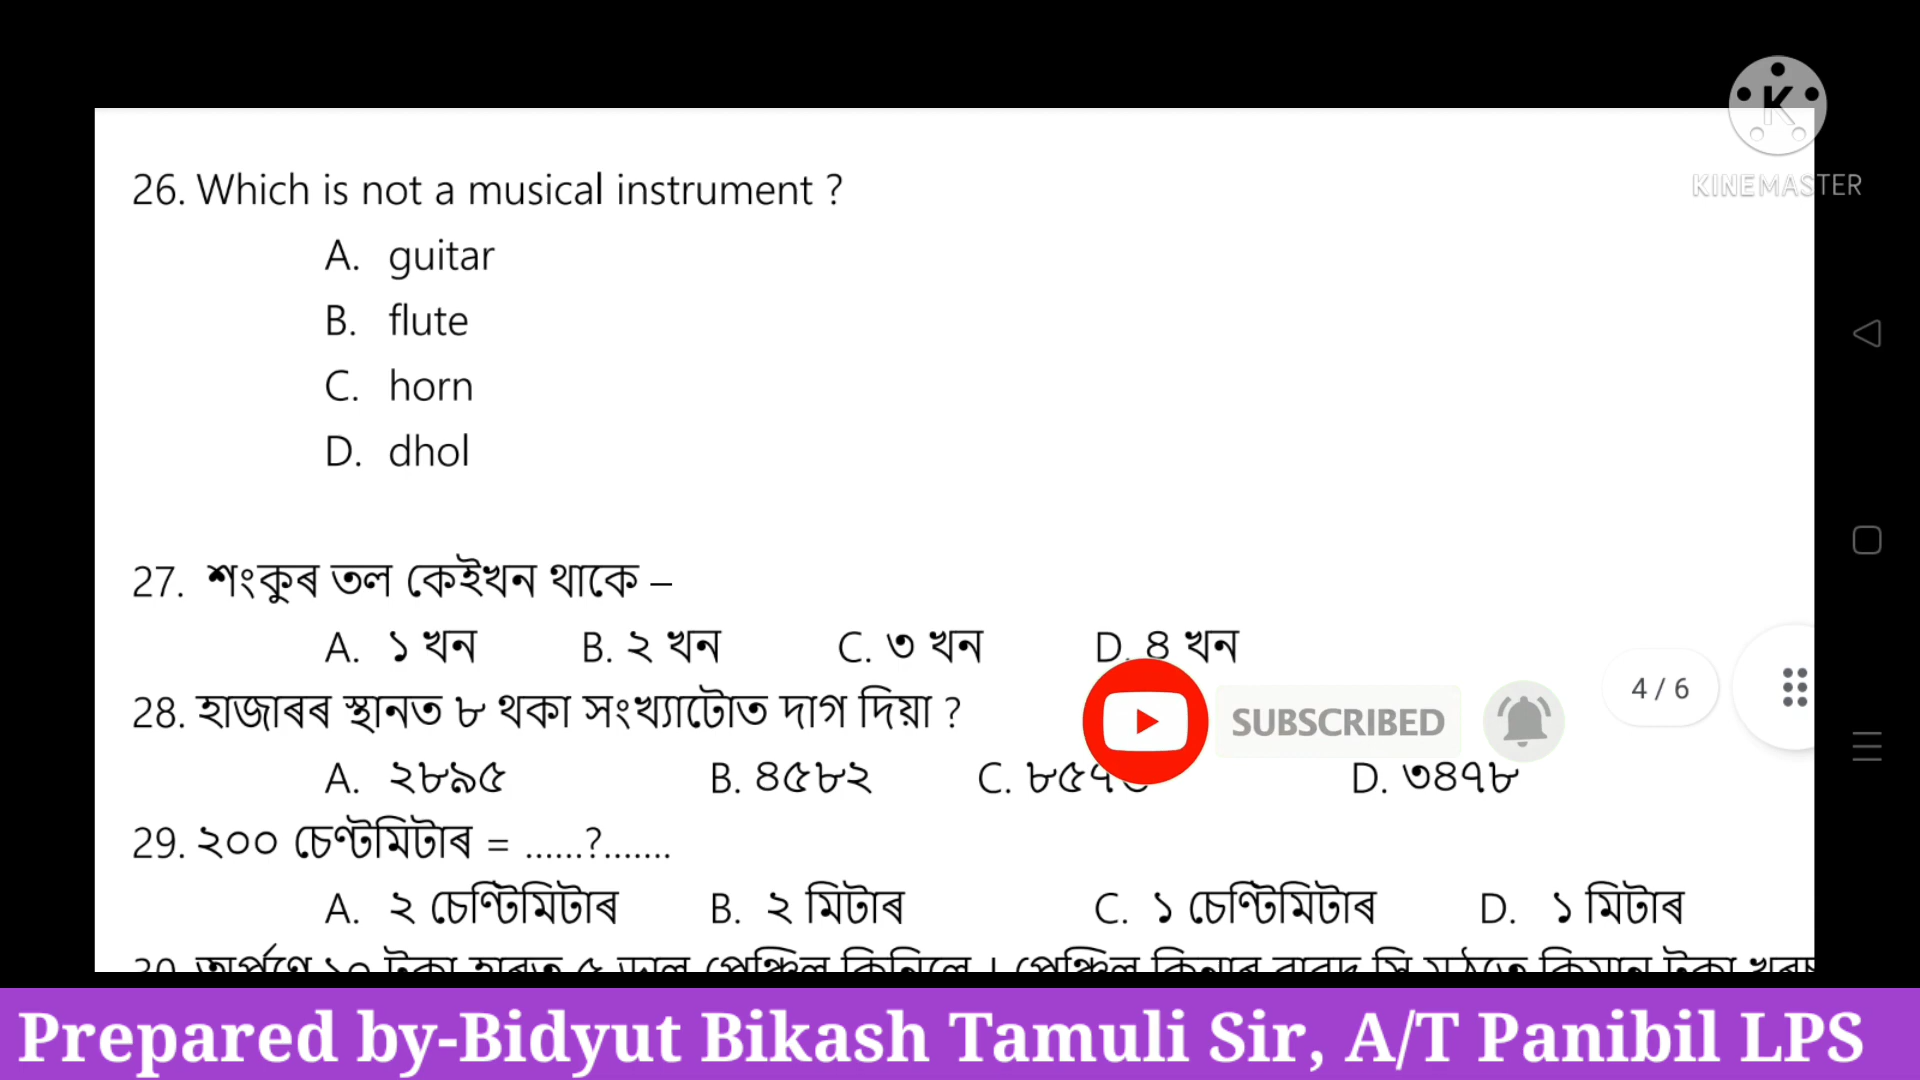 KINEMASTER
26. Which is not a musical instrument ?
A. guitar
B. flute
C. horn
D. dhol
27. শংকুৰ তল কেইখন থাকে –
A. ১ খন B. ২ খন C. ৩ খন D. ৪ খন
28. হাজাৰৰ স্থানত ৮ থকা সংখ্যাটোত দাগ দিয়া ?
SUBSCRIBED
4 / 6
A. ২৮৯৫ B. ৪৫৮২ C. D. ৩৪৭৮
29. ২০০ চেণ্টমিটাৰ = ......?.......
A. ২ চেণ্টিমিটাৰ B. ২ মিটাৰ C. ১ চেণ্টিমিটাৰ D. ১ মিটাৰ
Prepared by-Bidyut Bikash Tamuli Sir, A/T Panibil LPS